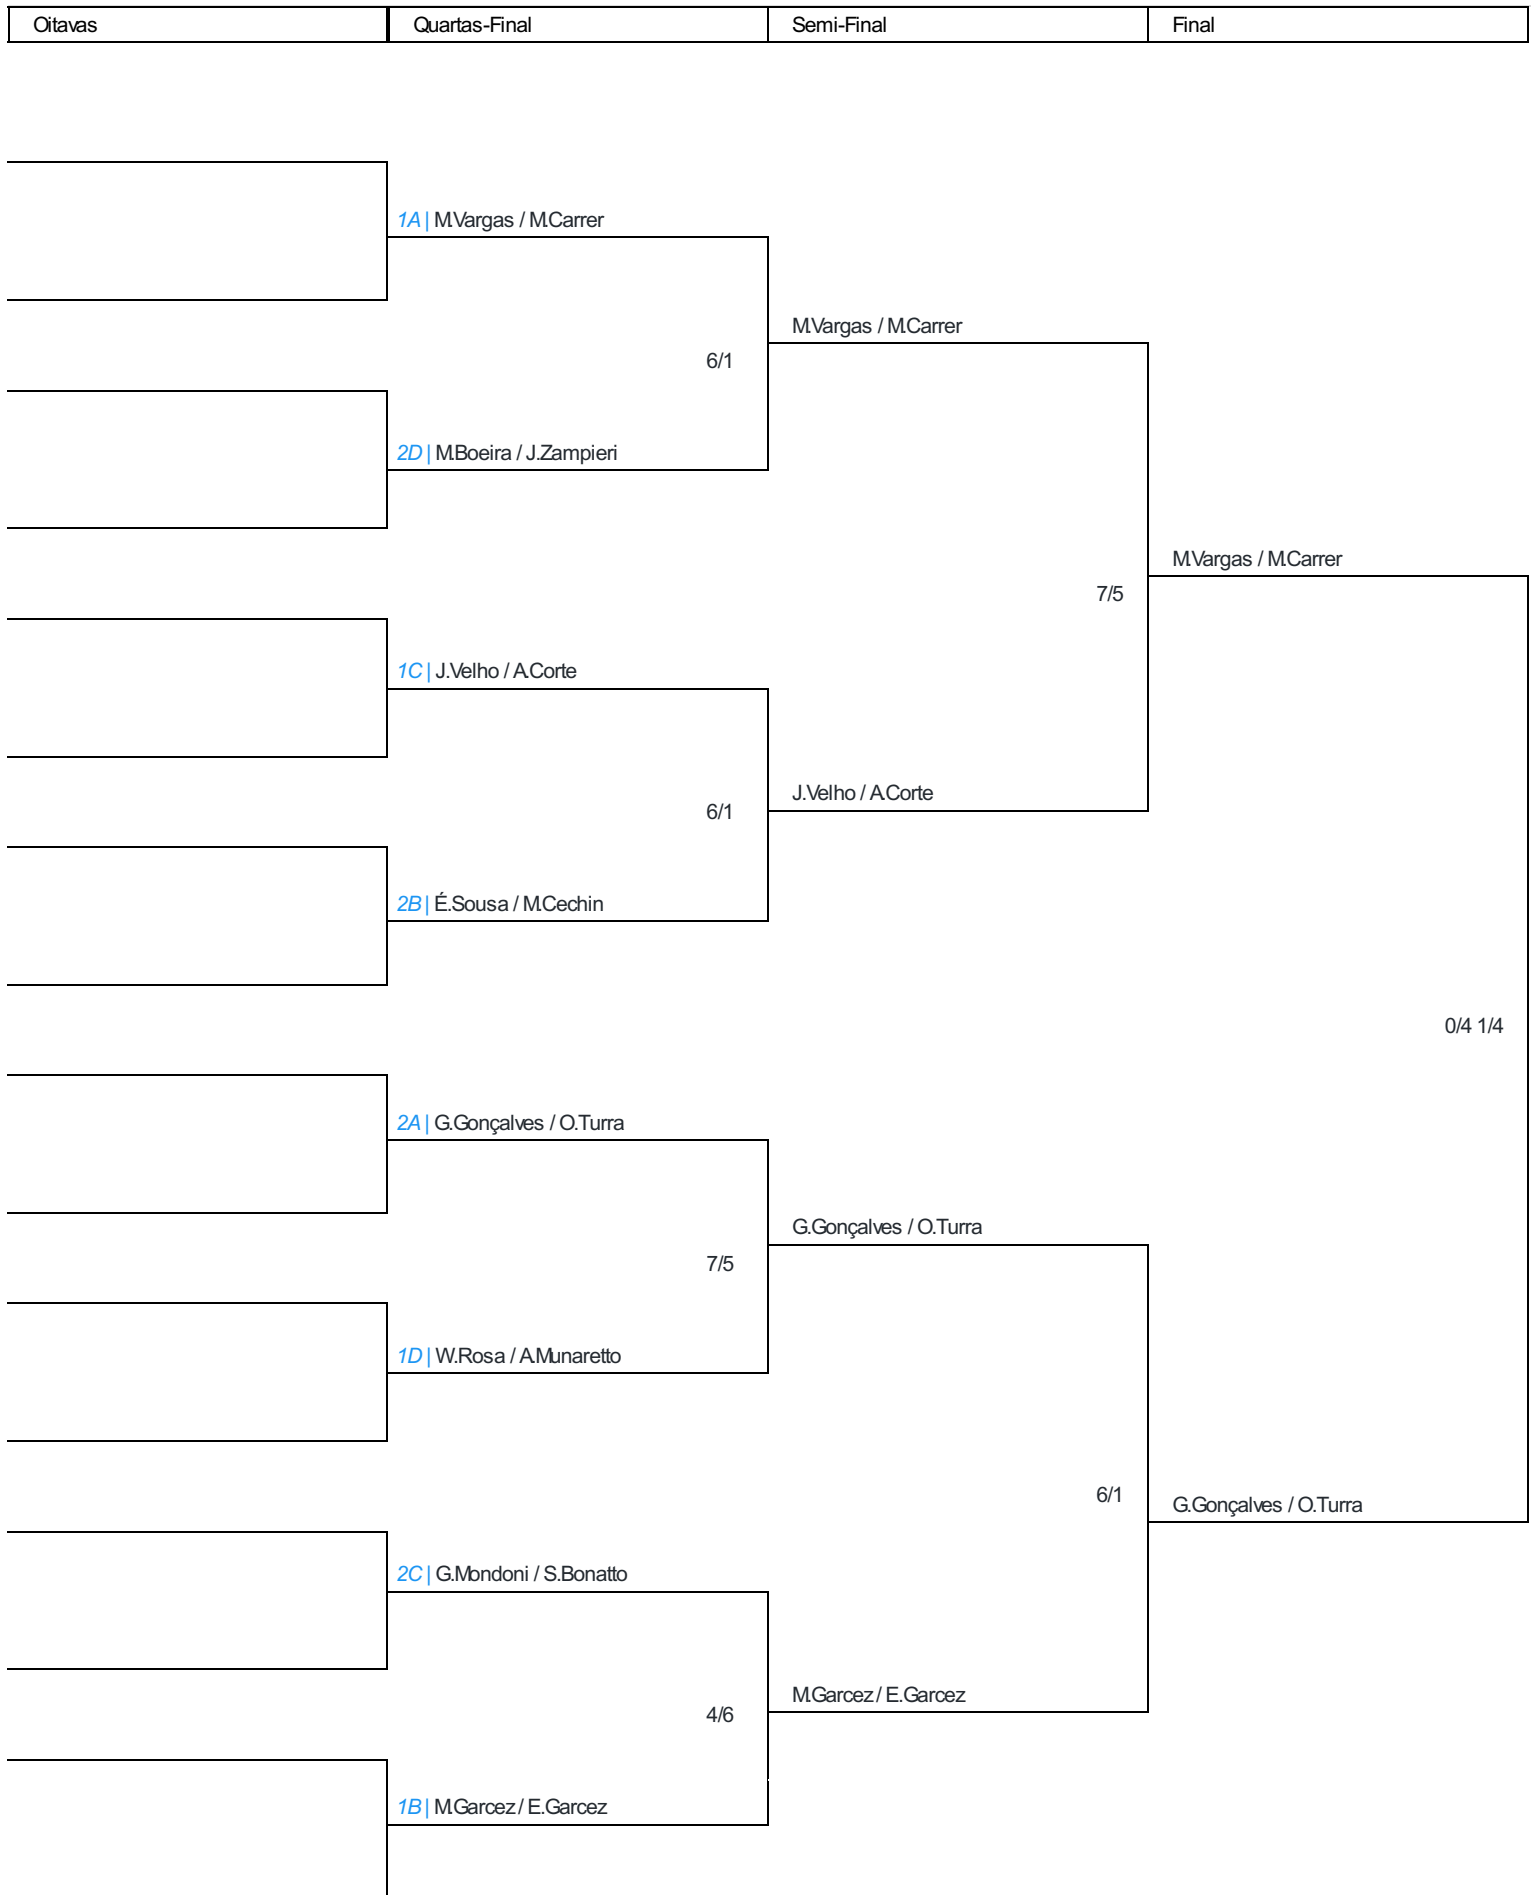 Oitavas Quartas-Final Semi-Final Final
1A | M.Vargas / M.Carrer
M.Vargas / M.Carrer
6/1
2D | M.Boeira / J.Zampieri
M.Vargas / M.Carrer
7/5
1C | J.Velho / A.Corte
J.Velho / A.Corte
6/1
2B | É.Sousa / M.Cechin
0/4 1/4
2A | G.Gonçalves / O.Turra
G.Gonçalves / O.Turra
7/5
1D | W.Rosa / A.Munaretto
6/1
G.Gonçalves / O.Turra
2C | G.Mondoni / S.Bonatto
M.Garcez / E.Garcez
4/6
1B | M.Garcez / E.Garcez